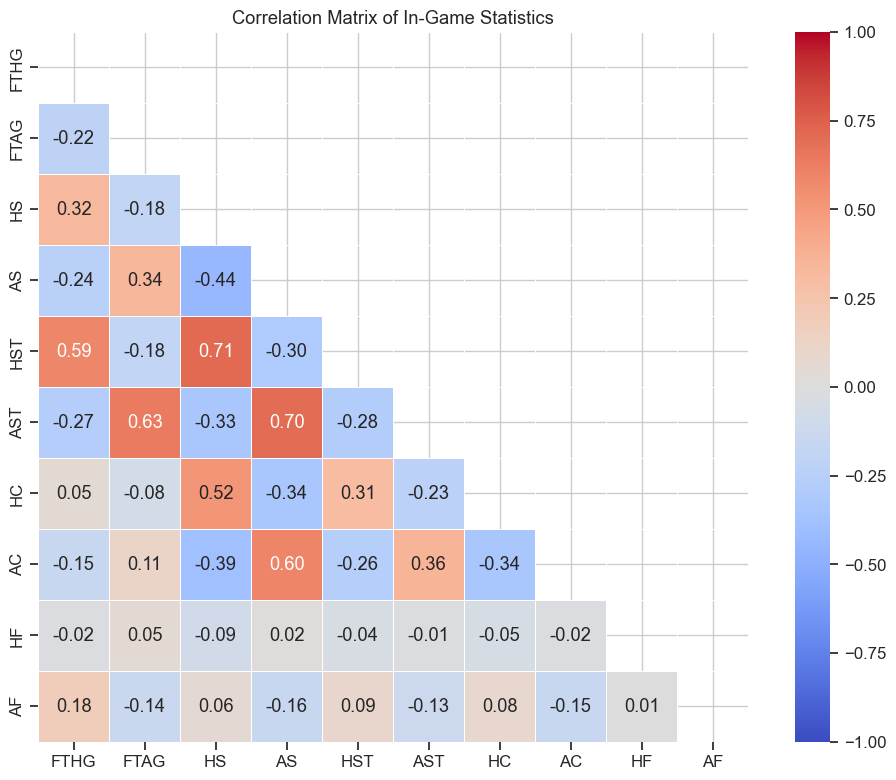 Correlation Matrix of In-Game Statistics
FTHG
FTAG -0.22
HS 0.32 -0.18
AS -0.24 0.34 -0.44
HST 0.59 -0.18 0.71 -0.30
AST -0.27 0.63 -0.33 0.70 -0.28
HC 0.05 -0.08 0.52 -0.34 0.31 -0.23
AC -0.15 0.11 -0.39 0.60 -0.26 0.36 -0.34
HF -0.02 0.05 -0.09 0.02 -0.04 -0.01 -0.05 -0.02
AF 0.18 -0.14 0.06 -0.16 0.09 -0.13 0.08 -0.15 0.01
FTHG FTAG HS AS HST AST HC AC HF AF
1.00
0.75
0.50
0.25
0.00
−0.25
−0.50
−0.75
−1.00